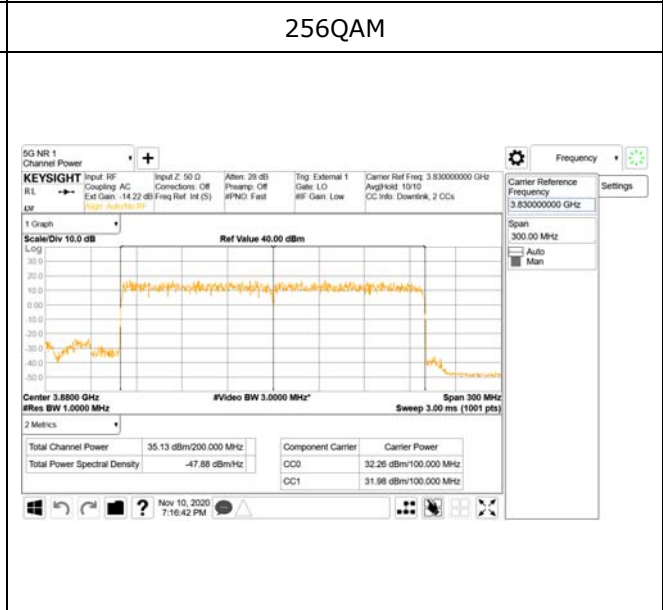 256QAM
5G NR 1
Channel Power
Frequency
KEYSIGHT
RL
Input: RF
Coupling: AC
Ext Gain: -14.22 dB
Align: Auto/No RF
Input Z: 50 Ω
Corrections: Off
Freq Ref: Int (S)
Atten: 28 dB
Preamp: Off
#PNO: Fast
Trig: External 1
Gate: LO
#IF Gain: Low
Carrier Ref Freq: 3.830000000 GHz
Avg|Hold: 10/10
CC Info: Downlink, 2 CCs
Carrier Reference
Frequency
3.830000000 GHz
Settings
Span
300.00 MHz
Auto
Man
1 Graph
Scale/Div 10.0 dB
Ref Value 40.00 dBm
Log
30.0
20.0
10.0
0.00
-10.0
-20.0
-30.0
-40.0
-50.0
Center 3.8800 GHz
#Video BW 3.0000 MHz*
Span 300 MHz
#Res BW 1.0000 MHz
Sweep 3.00 ms (1001 pts)
2 Metrics
Total Channel Power 35.13 dBm/200.000 MHz
Total Power Spectral Density -47.88 dBm/Hz
Component Carrier Carrier Power
CC0 32.26 dBm/100.000 MHz
CC1 31.98 dBm/100.000 MHz
?
Nov 10, 2020
7:16:42 PM